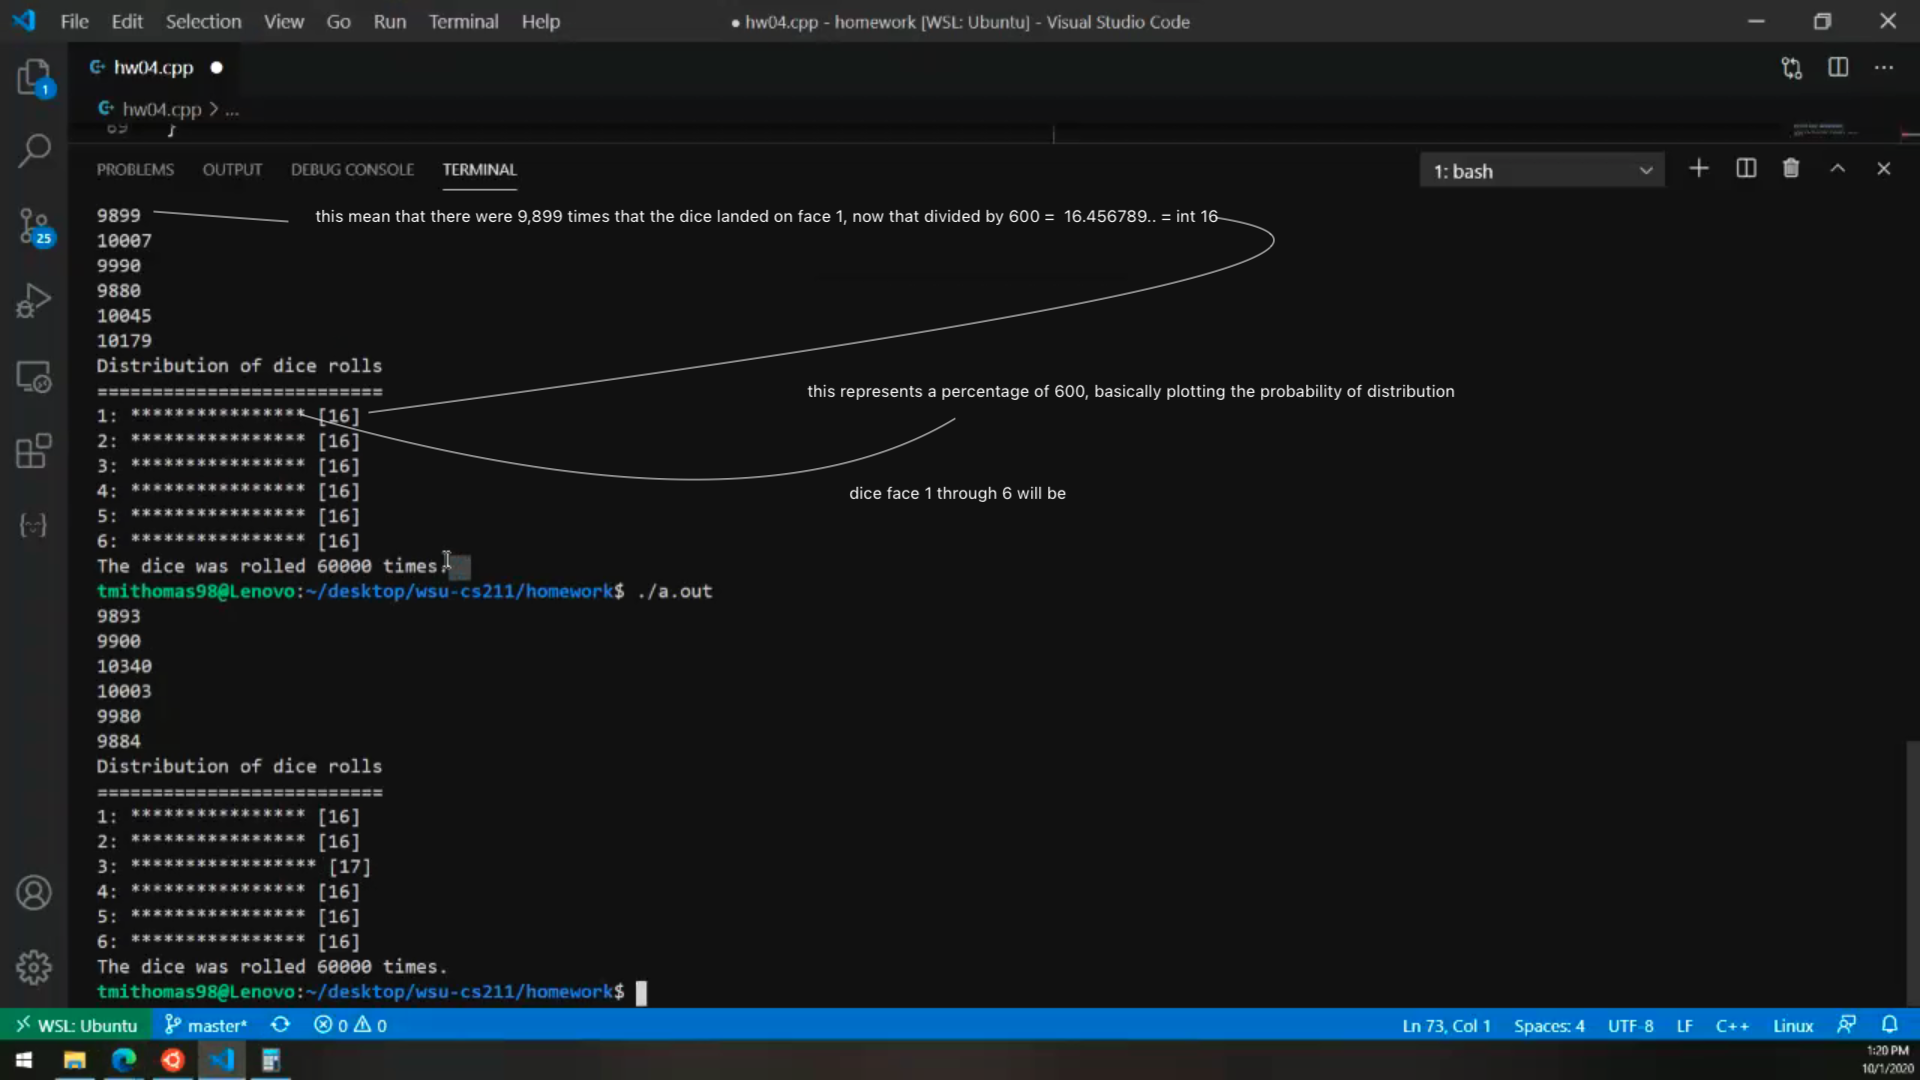 File Edit Selection View Go Run Terminal Help
● hw04.cpp - homework [WSL: Ubuntu] - Visual Studio Code
hw04.cpp ●
hw04.cpp > ...
69 }
PROBLEMS OUTPUT DEBUG CONSOLE TERMINAL
1: bash
1
25
9899
this mean that there were 9,899 times that the dice landed on face 1, now that divided by 600 = 16.456789.. = int 16
10007
9990
9880
10045
10179
Distribution of dice rolls
==========================
this represents a percentage of 600, basically plotting the probability of distribution
1: **************** [16]
2: **************** [16]
3: **************** [16]
4: **************** [16]
dice face 1 through 6 will be
5: **************** [16]
6: **************** [16]
The dice was rolled 60000 times.
tmithomas98@Lenovo:~/desktop/wsu-cs211/homework$ ./a.out
9893
9900
10340
10003
9980
9884
Distribution of dice rolls
==========================
1: **************** [16]
2: **************** [16]
3: ***************** [17]
4: **************** [16]
5: **************** [16]
6: **************** [16]
The dice was rolled 60000 times.
tmithomas98@Lenovo:~/desktop/wsu-cs211/homework$
WSL: Ubuntu master* 0 0 Ln 73, Col 1 Spaces: 4 UTF-8 LF C++ Linux
1:20 PM
10/1/2020